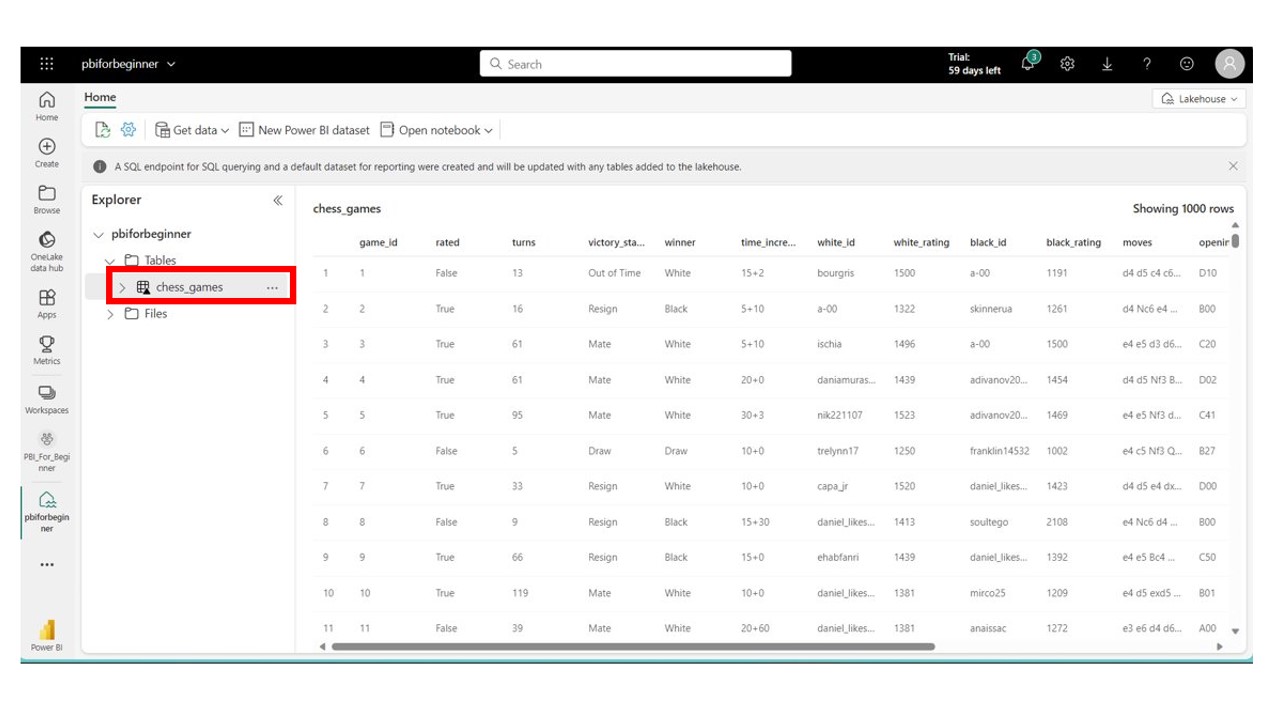 pbiforbeginner
Search
Trial:
59 days left
3
Home
Lakehouse
Home
Create
Browse
OneLake
data hub
Apps
Metrics
Workspaces
PBI_For_Begi
nner
pbiforbegin
ner
Power BI
Get data
New Power BI dataset
Open notebook
A SQL endpoint for SQL querying and a default dataset for reporting were created and will be updated with any tables added to the lakehouse.
Explorer
pbiforbeginner
Tables
chess_games
Files
chess_games
Showing 1000 rows
game_id rated turns victory_sta... winner time_incre... white_id white_rating black_id black_rating moves openir
1 1 False 13 Out of Time White 15+2 bourgris 1500 a-00 1191 d4 d5 c4 c6... D10
2 2 True 16 Resign Black 5+10 a-00 1322 skinnerua 1261 d4 Nc6 e4 ... B00
3 3 True 61 Mate White 5+10 ischia 1496 a-00 1500 e4 e5 d3 d6... C20
4 4 True 61 Mate White 20+0 daniamuras... 1439 adivanov20... 1454 d4 d5 Nf3 B... D02
5 5 True 95 Mate White 30+3 nik221107 1523 adivanov20... 1469 e4 e5 Nf3 d... C41
6 6 False 5 Draw Draw 10+0 trelynn17 1250 franklin14532 1002 e4 c5 Nf3 Q... B27
7 7 True 33 Resign White 10+0 capa_jr 1520 daniel_likes... 1423 d4 d5 e4 dx... D00
8 8 False 9 Resign Black 15+30 daniel_likes... 1413 soultego 2108 e4 Nc6 d4 ... B00
9 9 True 66 Resign Black 15+0 ehabfanri 1439 daniel_likes... 1392 e4 e5 Bc4 ... C50
10 10 True 119 Mate White 10+0 daniel_likes... 1381 mirco25 1209 e4 d5 exd5 ... B01
11 11 False 39 Mate White 20+60 daniel_likes... 1381 anaissac 1272 e3 e6 d4 d6... A00